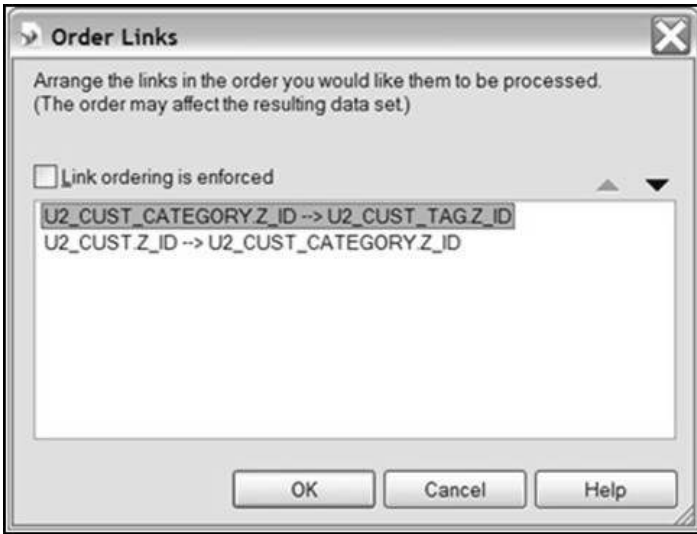 Order Links
Arrange the links in the order you would like them to be processed.
(The order may affect the resulting data set.)
Link ordering is enforced
U2_CUST_CATEGORY.Z_ID --> U2_CUST_TAG.Z_ID
U2_CUST.Z_ID --> U2_CUST_CATEGORY.Z_ID
OK Cancel Help